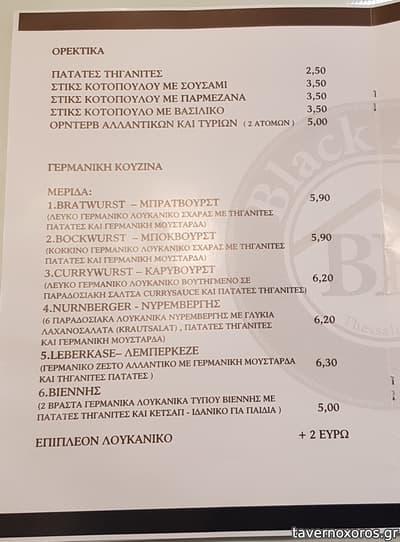 ΟΡΕΚΤΙΚΑ
ΠΑΤΑΤΕΣ ΤΗΓΑΝΙΤΕΣ 2,50
ΣΤΙΚΣ ΚΟΤΟΠΟΥΛΟΥ ΜΕ ΣΟΥΣΑΜΙ 3,50
ΣΤΙΚΣ ΚΟΤΟΠΟΥΛΟΥ ΜΕ ΠΑΡΜΕΖΑΝΑ 3,50
ΣΤΙΚΣ ΚΟΤΟΠΟΥΛΟ ΜΕ ΒΑΣΙΛΙΚΟ 3,50
ΟΡΝΤΕΡΒ ΑΛΛΑΝΤΙΚΩΝ ΚΑΙ ΤΥΡΙΩΝ ( 2 ΑΤΟΜΩΝ ) 5,00
ΓΕΡΜΑΝΙΚΗ ΚΟΥΖΙΝΑ
ΜΕΡΙΔΑ:
1.BRATWURST – ΜΠΡΑΤΒΟΥΡΣΤ 5,90
(ΛΕΥΚΟ ΓΕΡΜΑΝΙΚΟ ΛΟΥΚΑΝΙΚΟ ΣΧΑΡΑΣ ΜΕ ΤΗΓΑΝΙΤΕΣ
ΠΑΤΑΤΕΣ ΚΑΙ ΓΕΡΜΑΝΙΚΗ ΜΟΥΣΤΑΡΔΑ)
2.BOCKWURST – ΜΠΟΚΒΟΥΡΣΤ 5,90
(ΚΟΚΚΙΝΟ ΓΕΡΜΑΝΙΚΟ ΛΟΥΚΑΝΙΚΟ ΣΧΑΡΑΣ ΜΕ ΤΗΓΑΝΙΤΕΣ
ΠΑΤΑΤΕΣ ΚΑΙ ΓΕΡΜΑΝΙΚΗ ΜΟΥΣΤΑΡΔΑ)
3.CURRYWURST – ΚΑΡΥΒΟΥΡΣΤ 6,20
(ΛΕΥΚΟ ΓΕΡΜΑΝΙΚΟ ΛΟΥΚΑΝΙΚΟ ΒΟΥΤΗΓΜΕΝΟ ΣΕ
ΠΑΡΑΔΟΣΙΑΚΗ ΣΑΛΤΣΑ CURRYSAUCE ΚΑΙ ΠΑΤΑΤΕΣ ΤΗΓΑΝΙΤΕΣ)
4.NURNBERGER - ΝΥΡΕΜΒΕΡΓΗΣ 6,20
(6 ΠΑΡΑΔΟΣΙΑΚΑ ΛΟΥΚΑΝΙΚΑ ΝΥΡΕΜΒΕΡΓΗΣ ΜΕ ΓΛΥΚΙΑ
ΛΑΧΑΝΟΣΑΛΑΤΑ (KRAUTSALAT) , ΠΑΤΑΤΕΣ ΤΗΓΑΝΙΤΕΣ
ΚΑΙ ΓΕΡΜΑΝΙΚΗ ΜΟΥΣΤΑΡΔΑ)
5.LEBERKASE– ΛΕΜΠΕΡΚΕΖΕ 6,30
(ΓΕΡΜΑΝΙΚΟ ΖΕΣΤΟ ΑΛΛΑΝΤΙΚΟ ΜΕ ΓΕΡΜΑΝΙΚΗ ΜΟΥΣΤΑΡΔΑ
ΚΑΙ ΤΗΓΑΝΙΤΕΣ ΠΑΤΑΤΕΣ )
6.ΒΙΕΝΝΗΣ 5,00
(2 ΒΡΑΣΤΑ ΓΕΡΜΑΝΙΚΑ ΛΟΥΚΑΝΙΚΑ ΤΥΠΟΥ ΒΙΕΝΝΗΣ ΜΕ
ΠΑΤΑΤΕΣ ΤΗΓΑΝΙΤΕΣ ΚΑΙ ΚΕΤΣΑΠ - ΙΔΑΝΙΚΟ ΓΙΑ ΠΑΙΔΙΑ )
ΕΠΙΠΛΕΟΝ ΛΟΥΚΑΝΙΚΟ + 2 ΕΥΡΩ
Black
tavernoxoros.gr